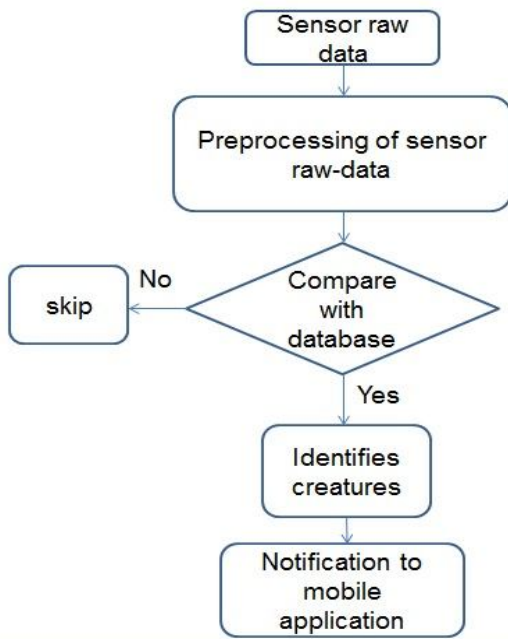 Sensor raw
data
Preprocessing of sensor
raw-data
No
skip
Compare
with
database
Yes
Identifies
creatures
Notification to
mobile
application